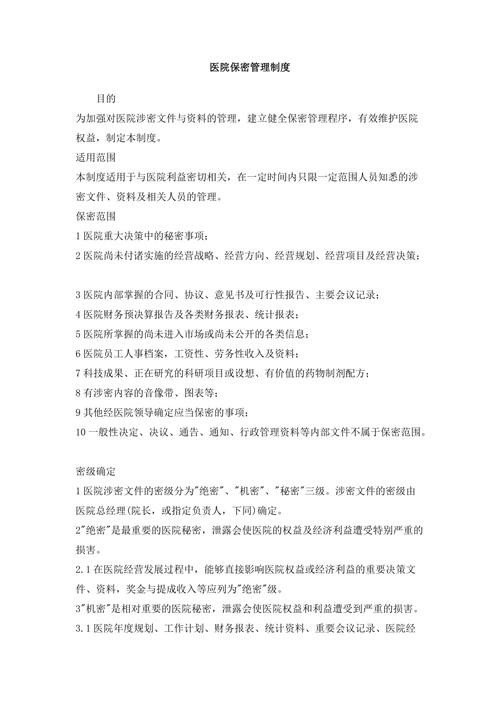 医院保密管理制度
目的
为加强对医院涉密文件与资料的管理，建立健全保密管理程序，有效维护医院
权益，制定本制度。
适用范围
本制度适用于与医院利益密切相关，在一定时间内只限一定范围人员知悉的涉
密文件、资料及相关人员的管理。
保密范围
1医院重大决策中的秘密事项；
2医院尚未付诸实施的经营战略、经营方向、经营规划、经营项目及经营决策；
3医院内部掌握的合同、协议、意见书及可行性报告、主要会议记录；
4医院财务预决算报告及各类财务报表、统计报表；
5医院所掌握的尚未进入市场或尚未公开的各类信息；
6医院员工人事档案，工资性、劳务性收入及资料；
7科技成果、正在研究的科研项目或设想、有价值的药物制剂配方；
8有涉密内容的音像带、图表等；
9其他经医院领导确定应当保密的事项；
10一般性决定、决议、通告、通知、行政管理资料等内部文件不属于保密范围。
密级确定
1医院涉密文件的密级分为"绝密"、"机密"、"秘密"三级。涉密文件的密级由
医院总经理(院长，或指定负责人，下同)确定。
2"绝密"是最重要的医院秘密，泄露会使医院的权益及经济利益遭受特别严重的
损害。
2.1在医院经营发展过程中，能够直接影响医院权益或经济利益的重要决策文
件、资料，奖金与提成收入等应列为"绝密"级。
3"机密"是相对重要的医院秘密，泄露会使医院权益和利益遭受到严重的损害。
3.1医院年度规划、工作计划、财务报表、统计资料、重要会议记录、医院经